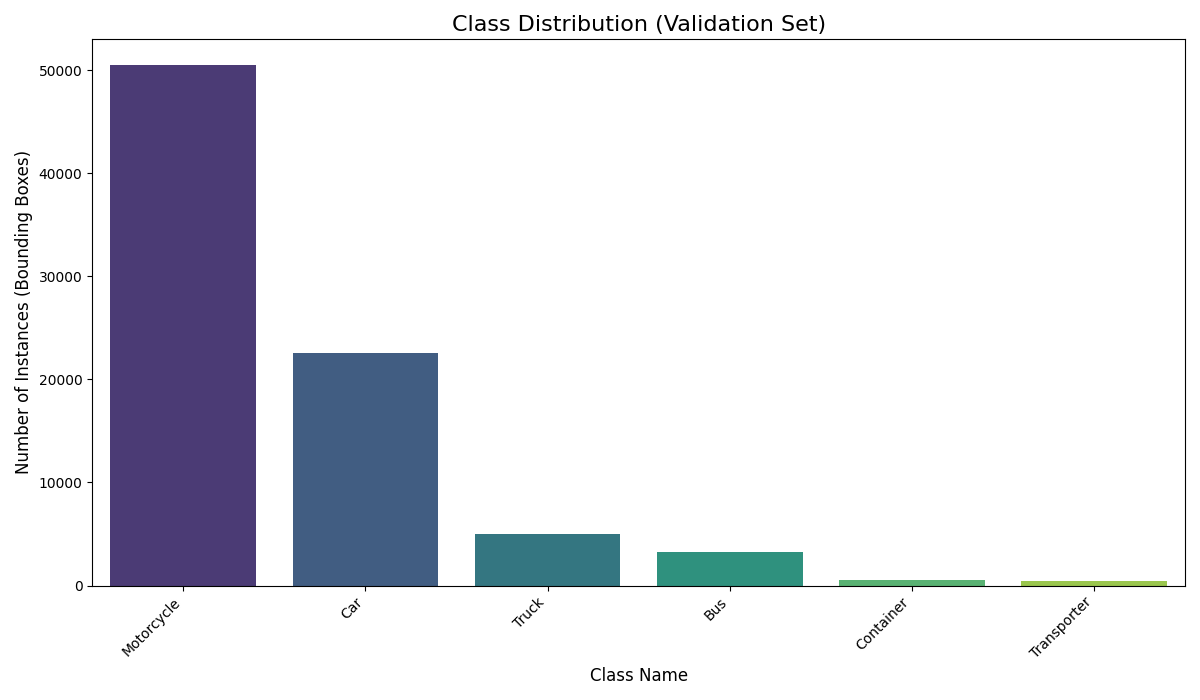 Class Distribution (Validation Set)
Number of Instances (Bounding Boxes)
50000
40000
30000
20000
10000
0
Motorcycle
Car
Truck
Bus
Container
Transporter
Class Name